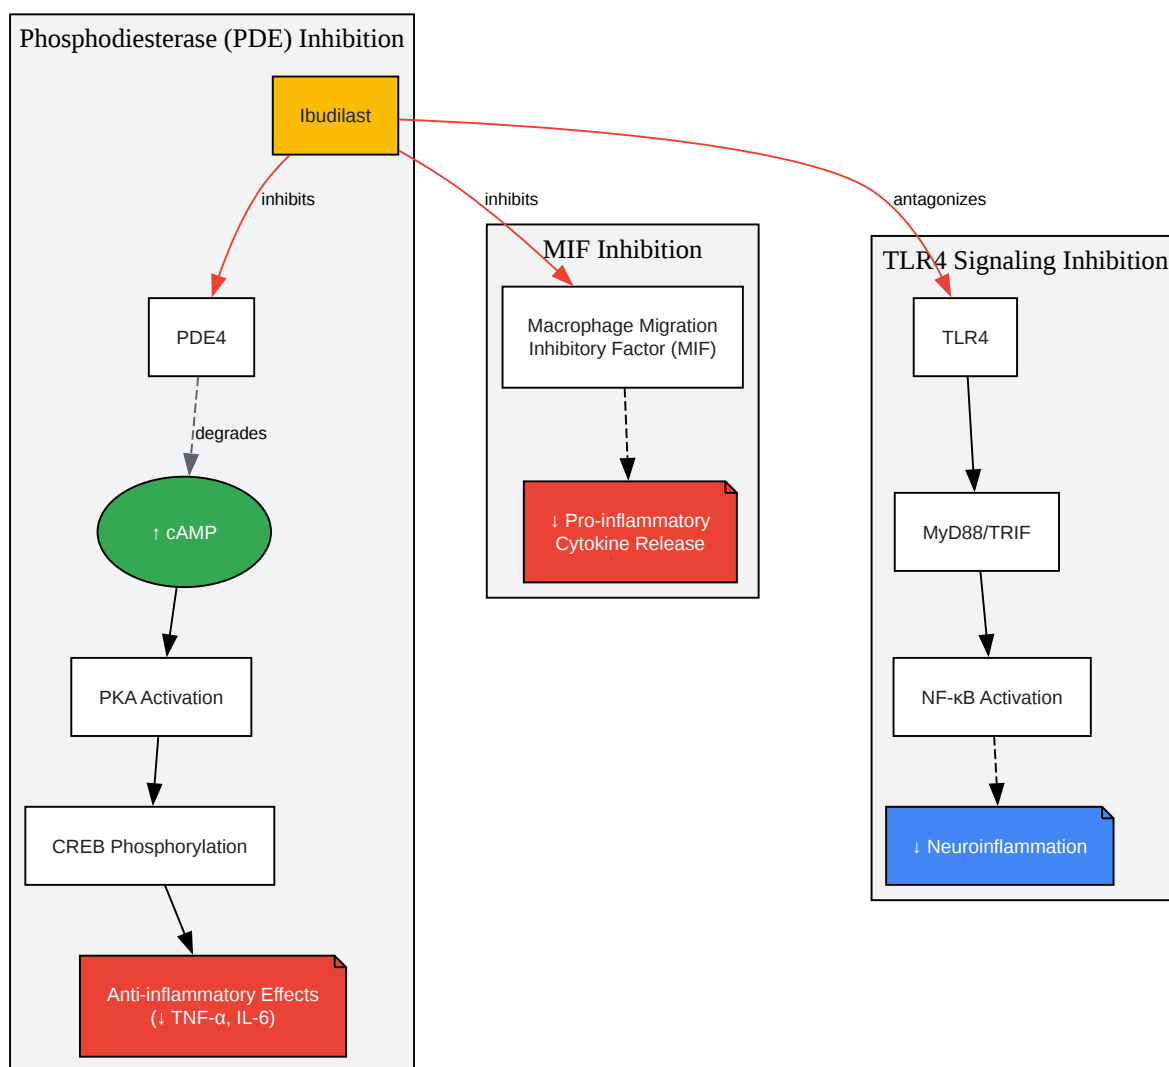 Phosphodiesterase (PDE) Inhibition
Ibudilast
inhibits
PDE4
degrades
↑ cAMP
PKA Activation
CREB Phosphorylation
Anti-inflammatory Effects
(↓ TNF-α, IL-6)
inhibits
MIF Inhibition
Macrophage Migration
Inhibitory Factor (MIF)
↓ Pro-inflammatory
Cytokine Release
antagonizes
TLR4 Signaling Inhibition
TLR4
MyD88/TRIF
NF-κB Activation
↓ Neuroinflammation